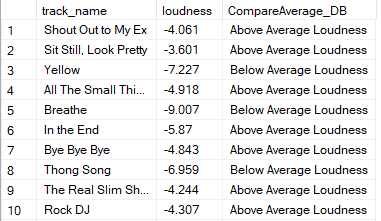 track_name loudness CompareAverage_DB
1 Shout Out to My Ex -4.061 Above Average Loudness
2 Sit Still, Look Pretty -3.601 Above Average Loudness
3 Yellow -7.227 Below Average Loudness
4 All The Small Thi... -4.918 Above Average Loudness
5 Breathe -9.007 Below Average Loudness
6 In the End -5.87 Above Average Loudness
7 Bye Bye Bye -4.843 Above Average Loudness
8 Thong Song -6.959 Below Average Loudness
9 The Real Slim Sh... -4.244 Above Average Loudness
10 Rock DJ -4.307 Above Average Loudness